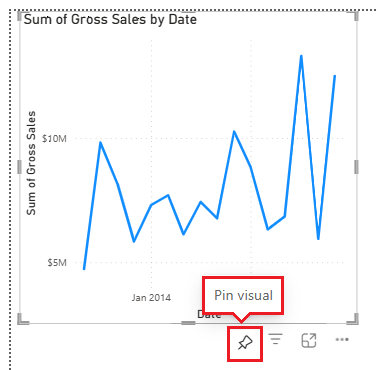 Sum of Gross Sales by Date
Sum of Gross Sales
$10M
$5M
Jan 2014
Pin visual
Date